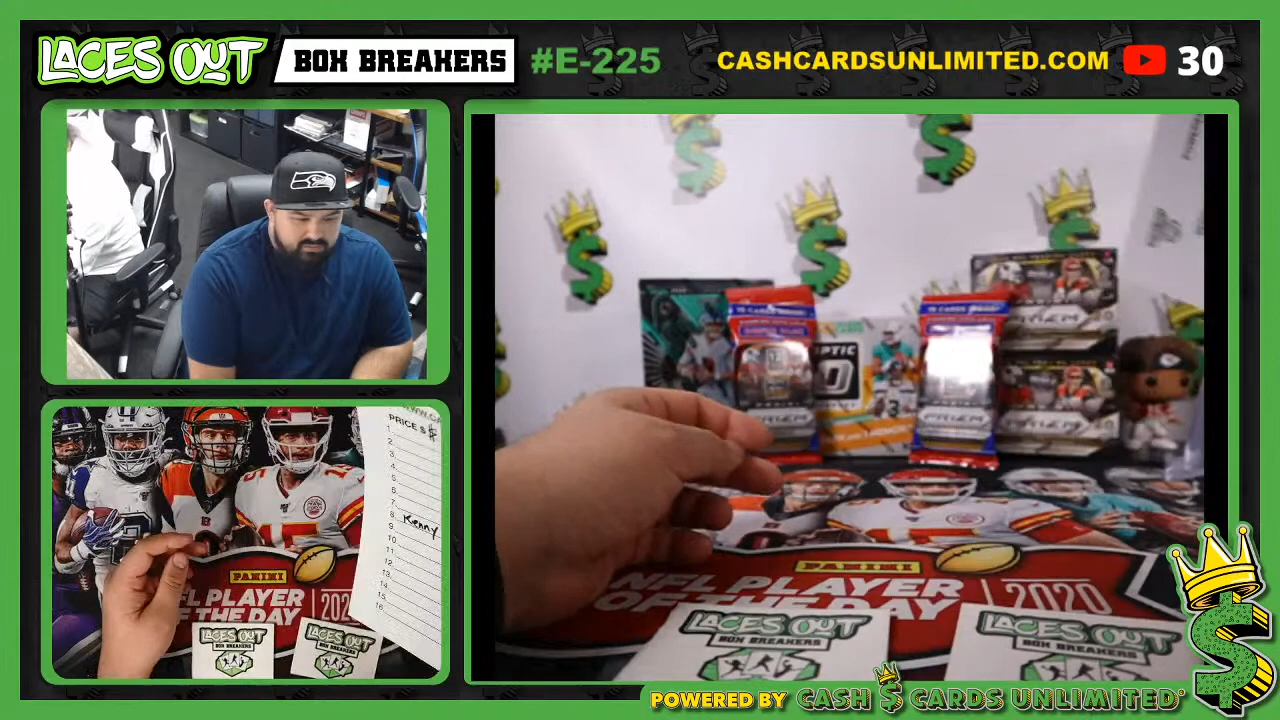 LACES OUT
BOX BREAKERS
#E-225
CASHCARDSUNLIMITED.COM
30
PRICE $
1.
2.
3.
4.
5.
6.
7.
8. Kenny
9.
10.
11.
12.
13.
14.
15.
16
15
PANINI
NFL PLAYER
OF THE DAY
202
LACES OUT
BOX BREAKERS
LACES OUT
BOX BREAKERS
OPTIC
PRIZM
PANINI
NFL PLAYER
OF THE DAY
2020
LACES OUT
BOX BREAKERS
LACES OUT
BOX BREAKERS
POWERED BY CASH CARDS UNLIMITED